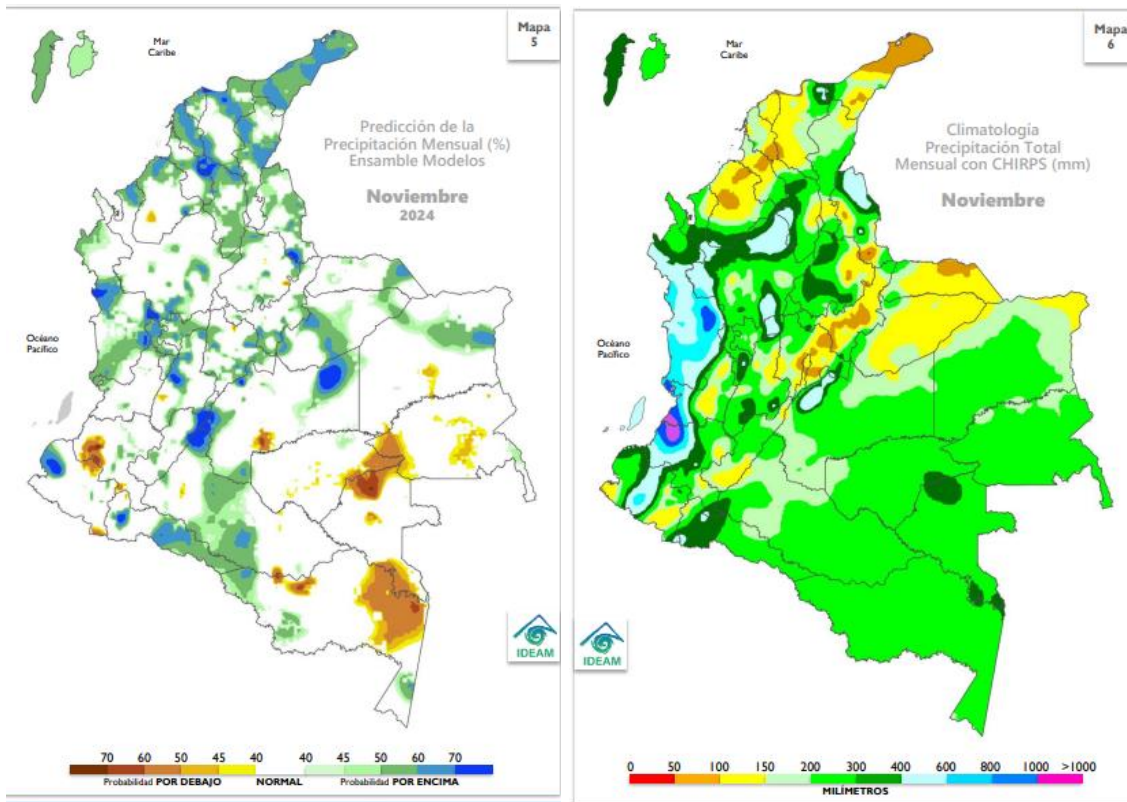 Mapa
5
Mar
Caribe
Predicción de la
Precipitación Mensual (%)
Ensamble Modelos
Noviembre
2024
Océano
Pacífico
IDEAM
70 60 50 45 40 40 45 50 60 70
Probabilidad POR DEBAJO NORMAL Probabilidad POR ENCIMA
Mapa
6
Mar
Caribe
Climatología
Precipitación Total
Mensual con CHIRPS (mm)
Noviembre
Océano
Pacífico
IDEAM
0 50 100 150 200 300 400 600 800 1000 >1000
MILÍMETROS